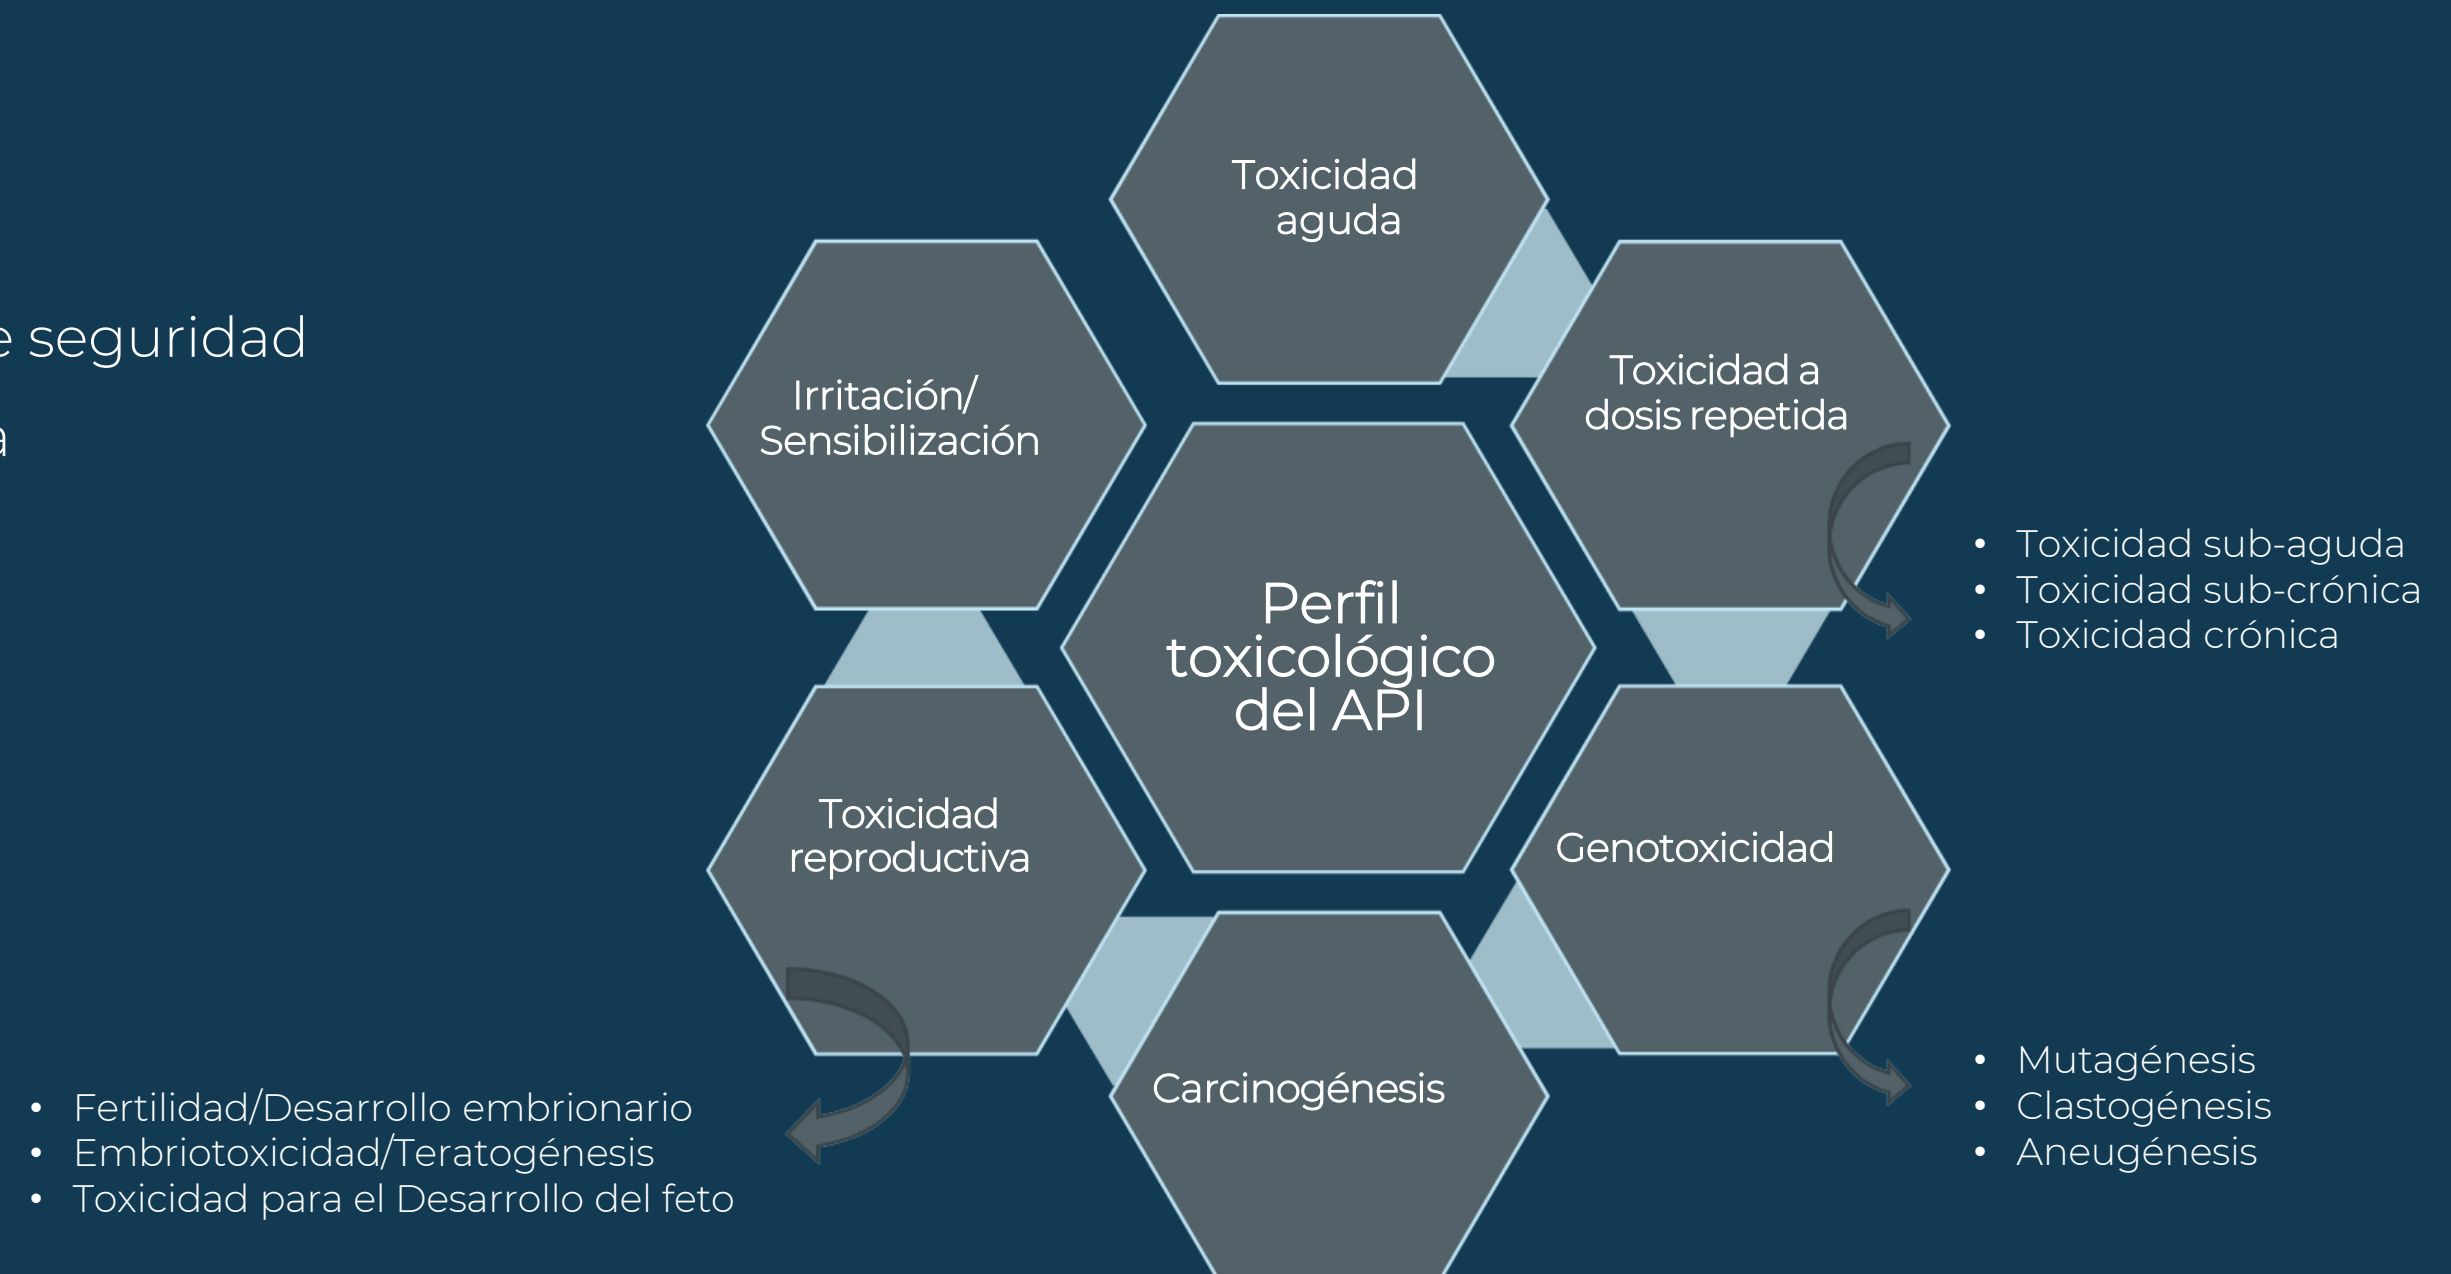 e seguridad
a
Toxicidad
aguda
Toxicidad a
dosis repetida
• Toxicidad sub-aguda
• Toxicidad sub-crónica
• Toxicidad crónica
Genotoxicidad
• Mutagénesis
• Clastogénesis
• Aneugénesis
Carcinogénesis
Toxicidad
reproductiva
• Fertilidad/Desarrollo embrionario
• Embriotoxicidad/Teratogénesis
• Toxicidad para el Desarrollo del feto
Irritación/
Sensibilización
Perfil
toxicológico
del API